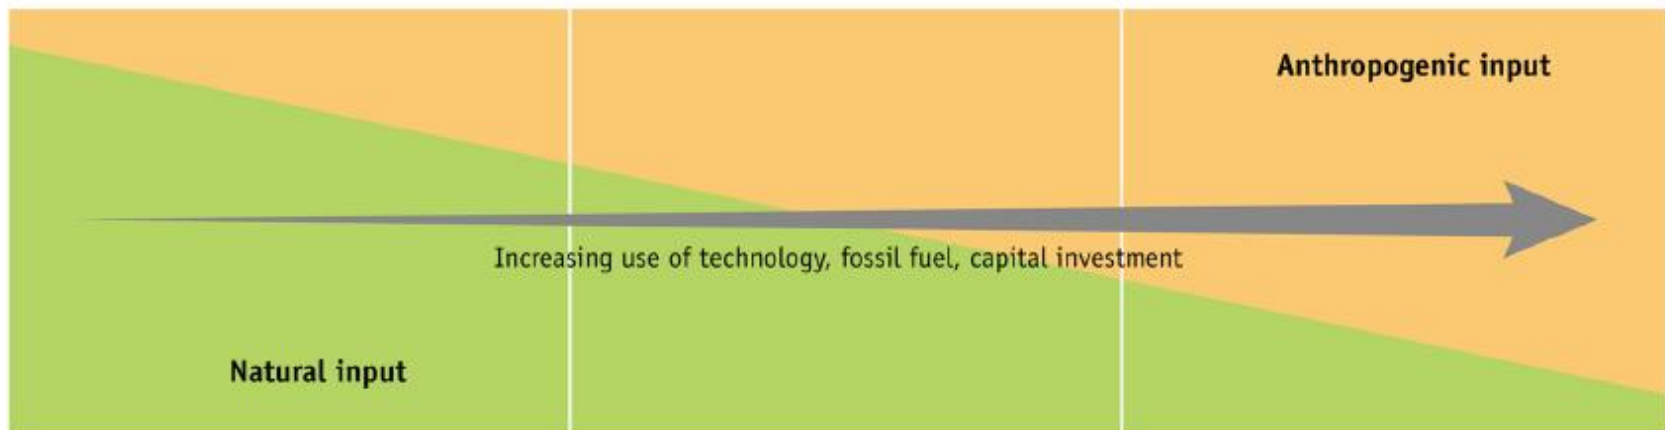 Anthropogenic input
Increasing use of technology, fossil fuel, capital investment
Natural input